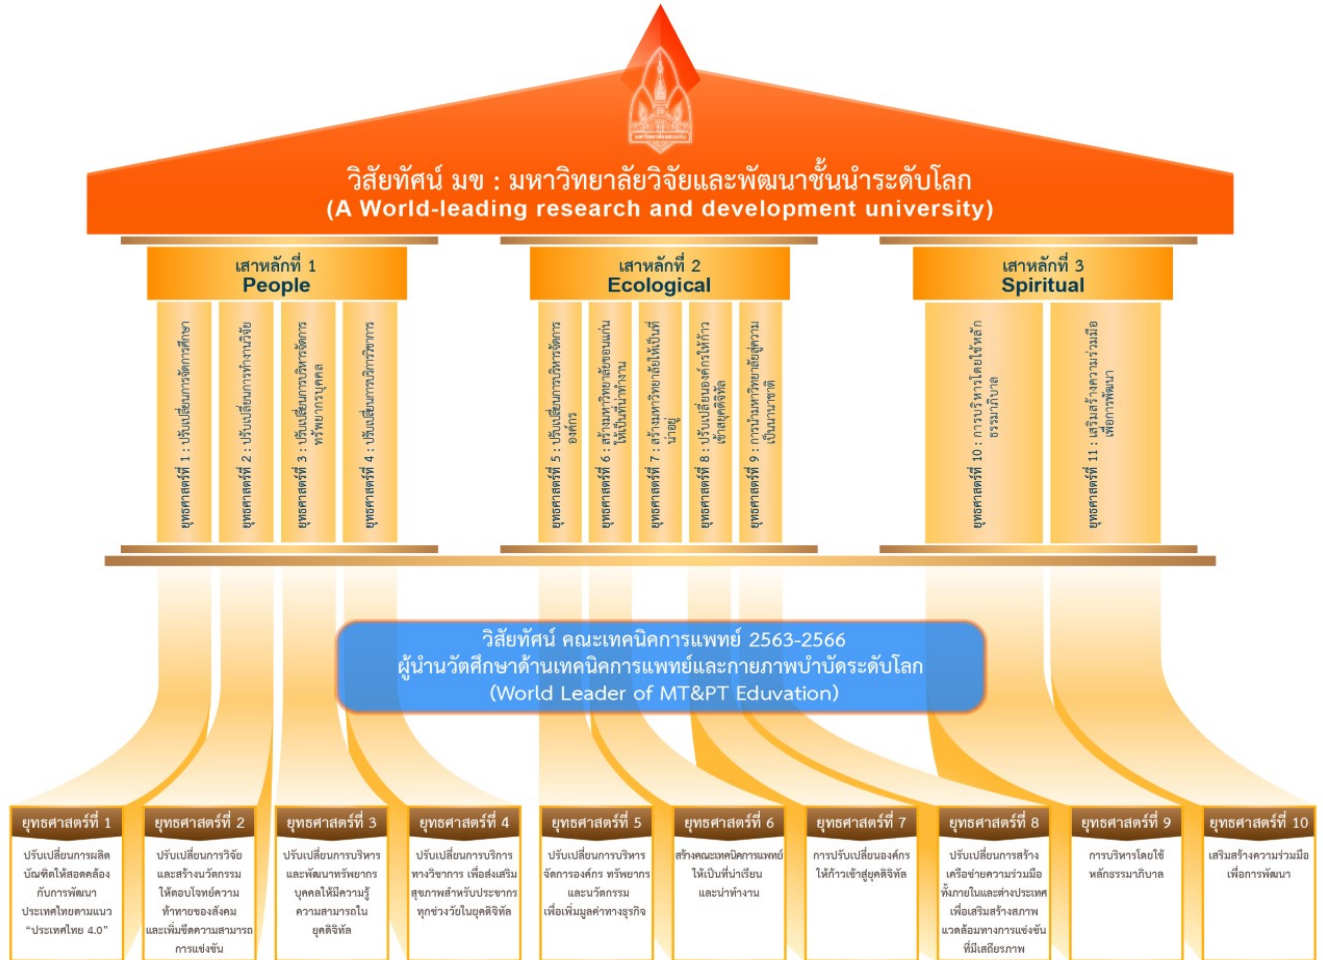 มหาวิทยาลัยขอนแก่น
วิสัยทัศน์ มข : มหาวิทยาลัยวิจัยและพัฒนาชั้นนำระดับโลก
(A World-leading research and development university)
เสาหลักที่ 1
People
ยุทธศาสตร์ที่ 1 : ปรับเปลี่ยนการจัดการศึกษา
ยุทธศาสตร์ที่ 2 : ปรับเปลี่ยนการทำงานวิจัย
ยุทธศาสตร์ที่ 3 : ปรับเปลี่ยนการบริหารจัดการ
ทรัพยากรบุคคล
ยุทธศาสตร์ที่ 4 : ปรับเปลี่ยนการบริการวิชาการ
เสาหลักที่ 2
Ecological
ยุทธศาสตร์ที่ 5 : ปรับเปลี่ยนการบริหารจัดการ
องค์กร
ยุทธศาสตร์ที่ 6 : สร้างมหาวิทยาลัยขอนแก่น
ให้เป็นที่น่าทำงาน
ยุทธศาสตร์ที่ 7 : สร้างมหาวิทยาลัยให้เป็นที่
น่าอยู่
ยุทธศาสตร์ที่ 8 : ปรับเปลี่ยนองค์กรให้ก้าว
เข้าสยุคดิจิทัล
ยุทธศาสตร์ที่ 9 : การนำมหาวิทยาลัยสู่ความ
เป็นนานาชาติ
เสาหลักที่ 3
Spiritual
ยุทธศาสตร์ที่ 10 : การบริหารโดยใช้หลัก
ธรรมาภิบาล
ยุทธศาสตร์ที่ 11 : เสริมสร้างความร่วมมือ
เพื่อการพัฒนา
วิสัยทัศน์ คณะเทคนิคการแพทย์ 2563-2566
ผู้นำนวัตศึกษาด้านเทคนิคการแพทย์และกายภาพบำบัดระดับโลก
(World Leader of MT&PT Eduvation)
ยุทธศาสตร์ที่ 1
ปรับเปลี่ยนการผลิต
บัณฑิตให้สอดคล้อง
กับการพัฒนา
ประเทศไทยตามแนว
“ประเทศไทย 4.0”
ยุทธศาสตร์ที่ 2
ปรับเปลี่ยนการวิจัย
และสร้างนวัตกรรม
ให้ตอบโจทย์ความ
ท้าทายของสังคม
และเพิ่มขีดความสามารถ
การแข่งขัน
ยุทธศาสตร์ที่ 3
ปรับเปลี่ยนการบริหาร
และพัฒนาทรัพยากร
บุคคลให้มีความรู้
ความสามารถใน
ยุคดิจิทัล
ยุทธศาสตร์ที่ 4
ปรับเปลี่ยนการบริการ
ทางวิชาการ เพื่อส่งเสริม
สุขภาพสำหรับประชากร
ทุกช่วงวัยในยุคดิจิทัล
ยุทธศาสตร์ที่ 5
ปรับเปลี่ยนการบริหาร
จัดการองค์กร ทรัพยากร
และนวัตกรรม
เพื่อเพิ่มมูลค่าทางธุรกิจ
ยุทธศาสตร์ที่ 6
สร้างคณะเทคนิคการแพทย์
ให้เป็นที่น่าเรียน
และน่าทำงาน
ยุทธศาสตร์ที่ 7
การปรับเปลี่ยนองค์กร
ให้ก้าวเข้าสู่ยุคดิจิทัล
ยุทธศาสตร์ที่ 8
ปรับเปลี่ยนการสร้าง
เครือข่ายความร่วมมือ
ทั้งภายในและต่างประเทศ
เพื่อเสริมสร้างสภาพ
แวดล้อมทางการแข่งขัน
ที่มีเสถียรภาพ
ยุทธศาสตร์ที่ 9
การบริหารโดยใช้
หลักธรรมาภิบาล
ยุทธศาสตร์ที่ 10
เสริมสร้างความร่วมมือ
เพื่อการพัฒนา